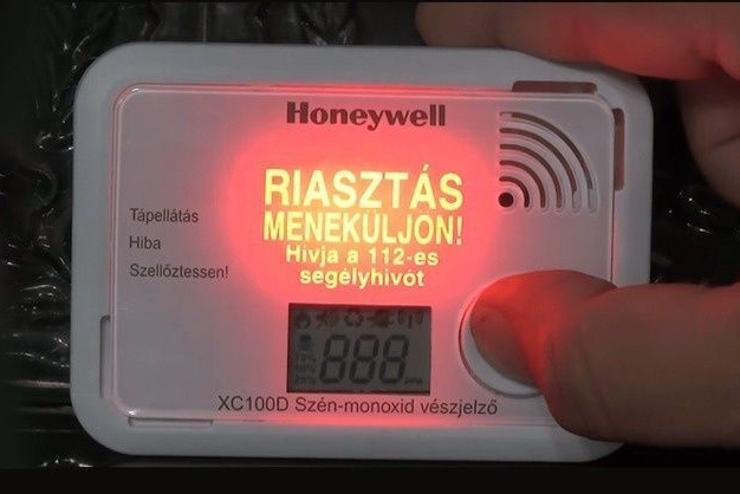 Honeywell
RIASZTÁS
MENEKÜLJÖN!
Hívja a 112-es
segélyhívót
Tápellátás
Hiba
Szellőztessen!
888
XC100D Szén-monoxid vészjelző